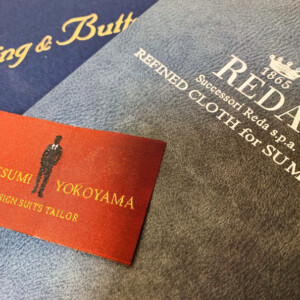 ing & Butt
1865
REDA
Successori Reda s.p.a.
REFINED CLOTH for SUM
TSUMI YOKOYAMA
SIGN SUITS TAILOR